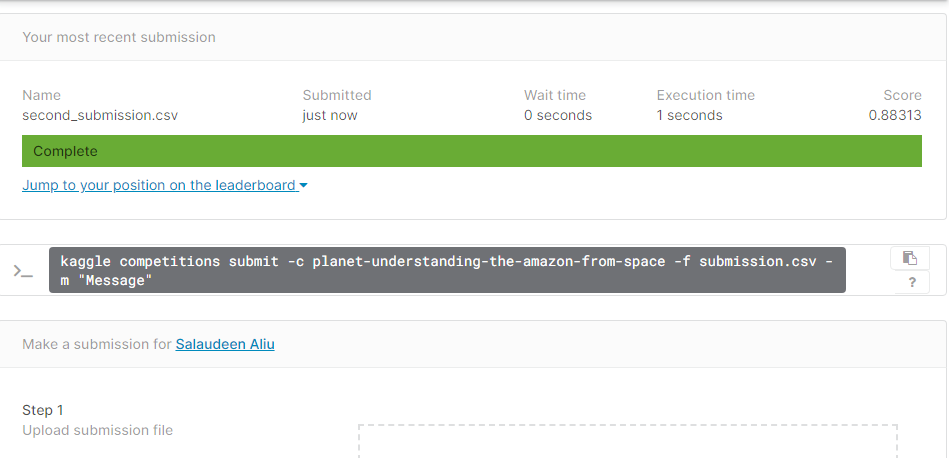 Your most recent submission
Name Submitted Wait time Execution time Score
second_submission.csv just now 0 seconds 1 seconds 0.88313
Complete
Jump to your position on the leaderboard
>_ kaggle competitions submit -c planet-understanding-the-amazon-from-space -f submission.csv -
m "Message"
?
Make a submission for Salaudeen Aliu
Step 1
Upload submission file